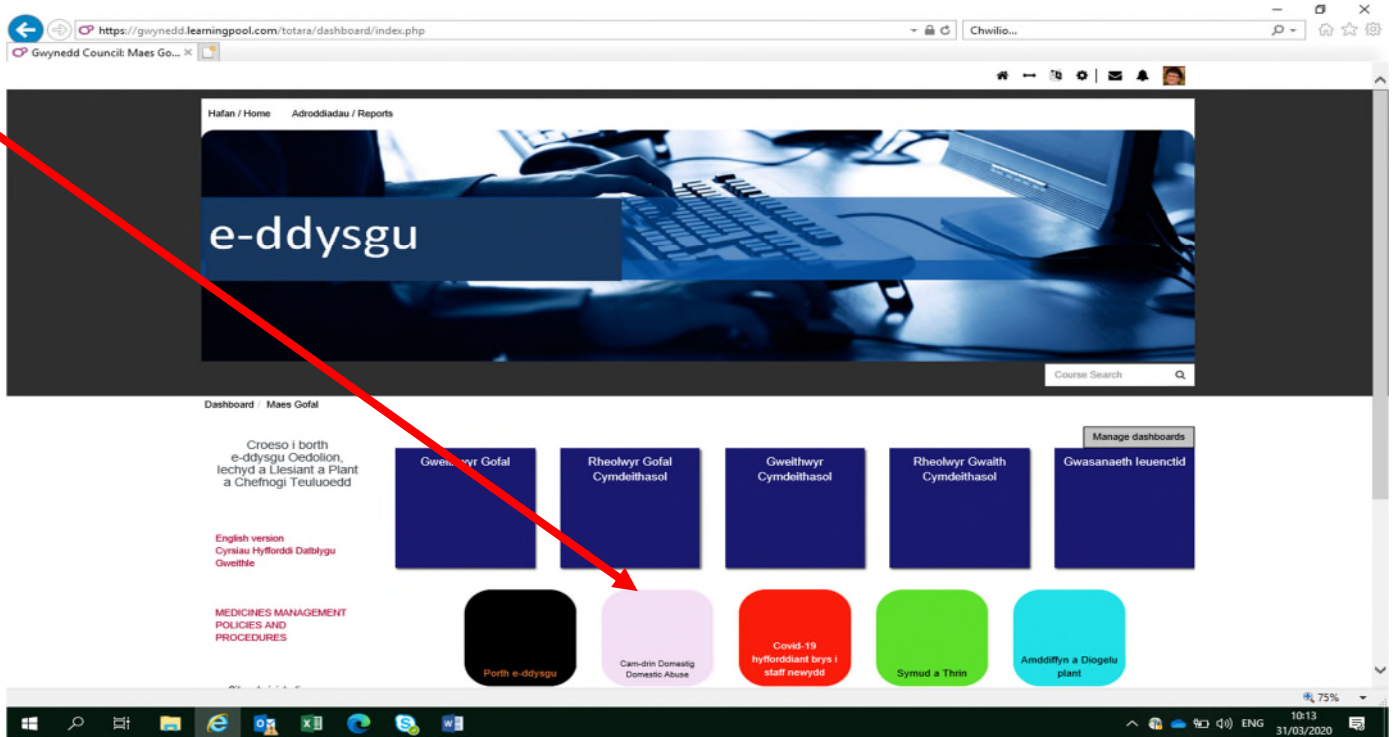 https://gwynedd.learningpool.com/totara/dashboard/index.php
Chwilio...
Gwynedd Council: Maes Go...
Hafan / Home Adroddiadau / Reports
e-ddysgu
Course Search
Dashboard / Maes Gofal
Manage dashboards
Croeso i borth
e-ddysgu Oedolion,
Iechyd a Llesiant a Plant
a Chefnogi Teuluoedd
English version
Cyrsiau Hyfforddi Datblygu
Gweithle
MEDICINES MANAGEMENT
POLICIES AND
PROCEDURES
Gweithwyr Gofal
Rheolwyr Gofal
Cymdeithasol
Gweithwyr
Cymdeithasol
Rheolwyr Gwaith
Cymdeithasol
Gwasanaeth Ieuenctid
Porth e-ddysgu
Cam-drin Domestig
Domestic Abuse
Covid-19
hyfforddiant brys i
staff newydd
Symud a Thrin
Amddiffyn a Diogelu
plant
75%
ENG
10:13
31/03/2020